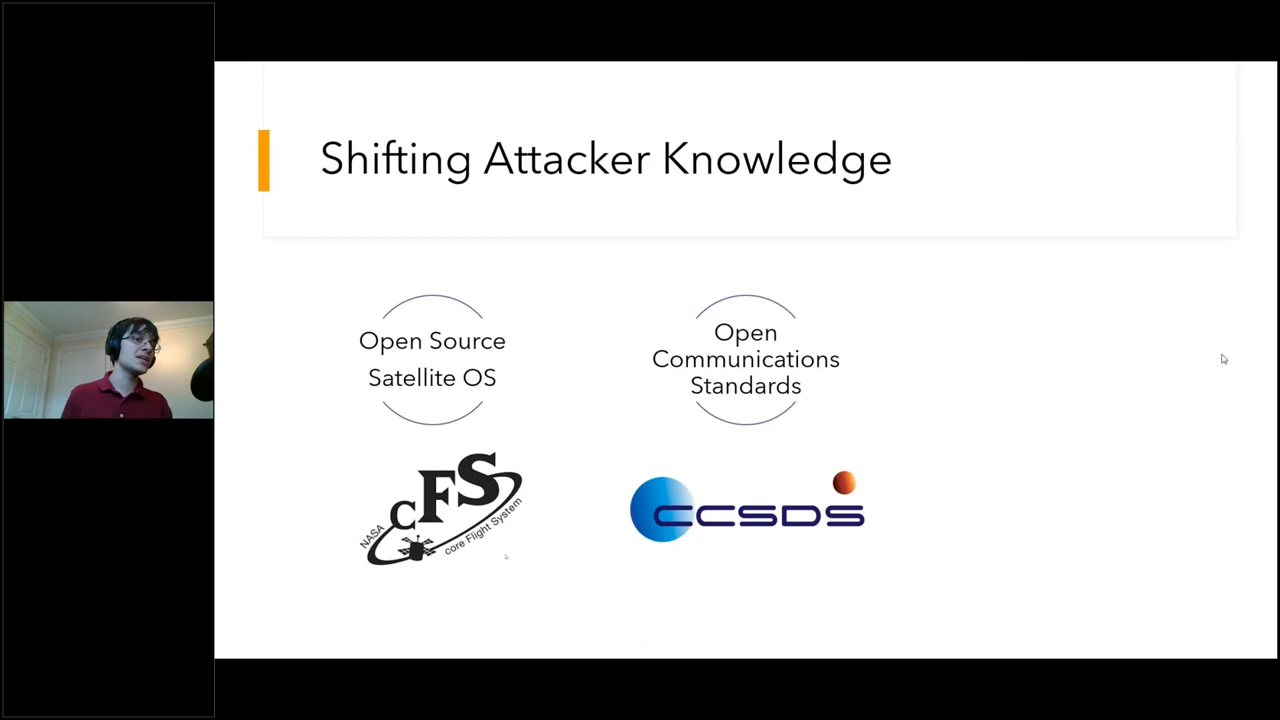 Shifting Attacker Knowledge
Open Source
Satellite OS
Open
Communications
Standards
cFS
NASA
core Flight System
CCSDS